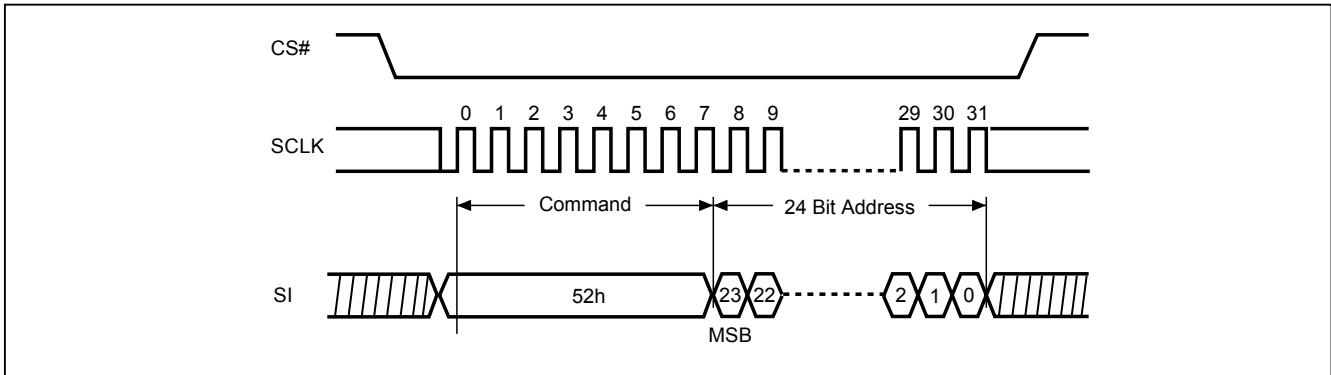 CS#
0 1 2 3 4 5 6 7 8 9 29 30 31
SCLK
Command 24 Bit Address
SI 52h 23 22 2 1 0
MSB